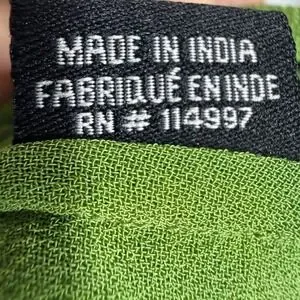 MADE IN INDIA
FABRIQUÉ EN INDE
RN # 114997